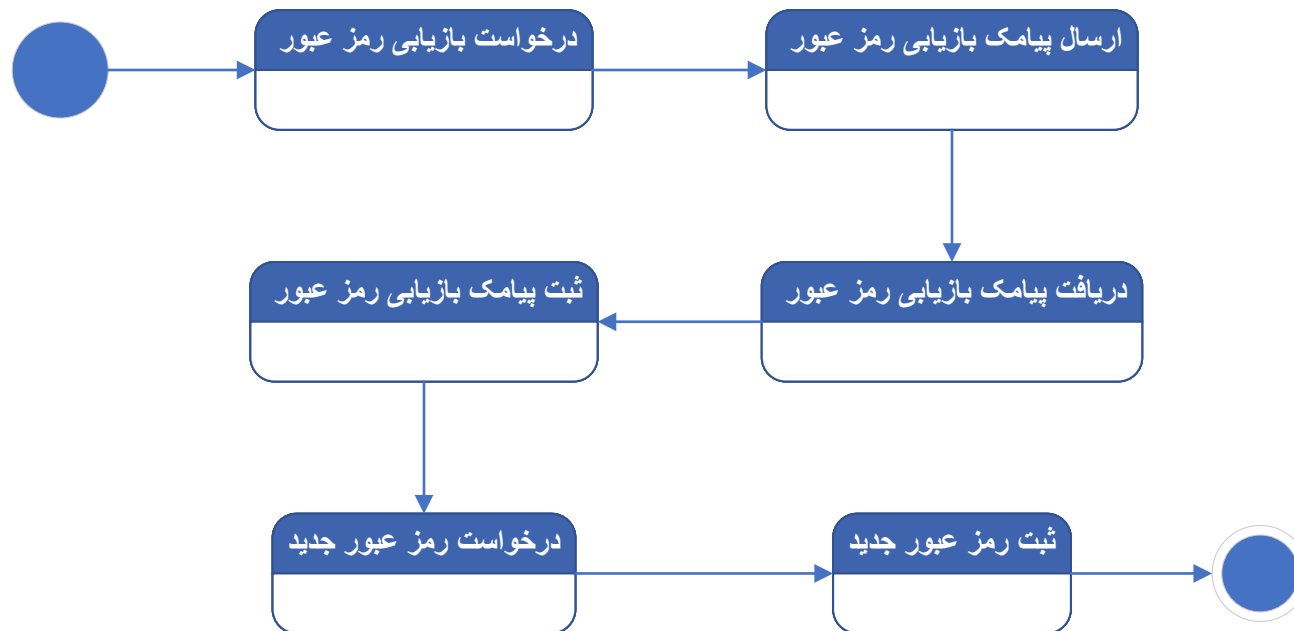 درخواست بازیابی رمز عبور
ارسال پیامک بازیابی رمز عبور
دریافت پیامک بازیابی رمز عبور
ثبت پیامک بازیابی رمز عبور
درخواست رمز عبور جدید
ثبت رمز عبور جدید